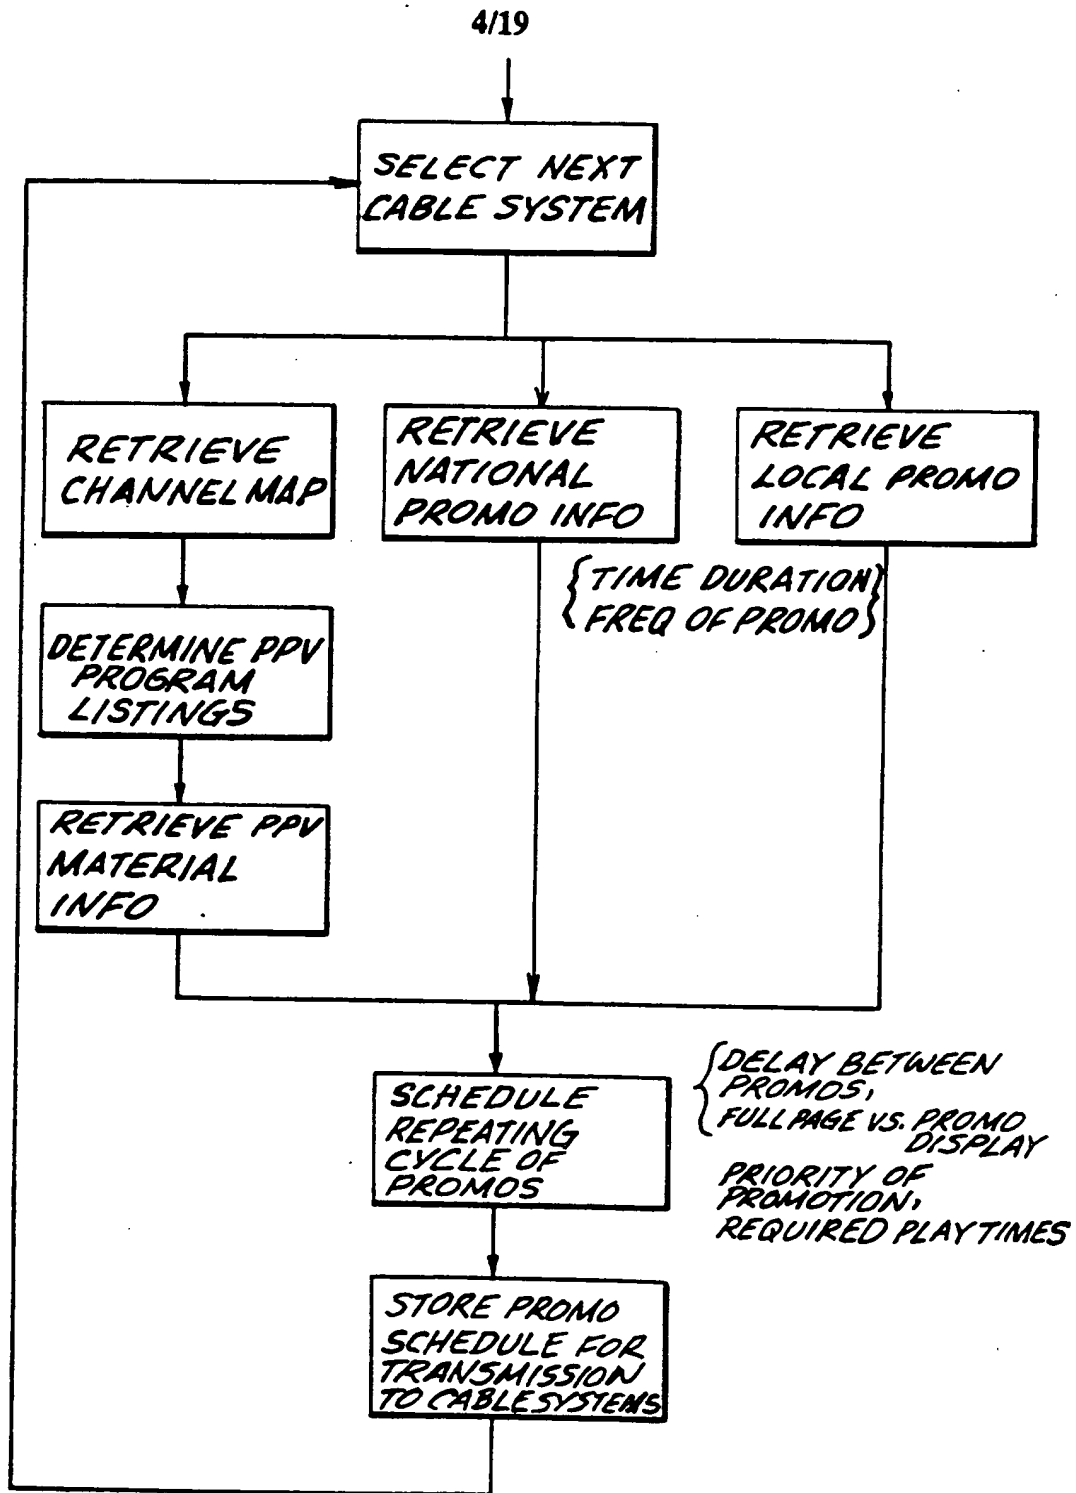 4/19
SELECT NEXT
CABLE SYSTEM
RETRIEVE
CHANNEL MAP
RETRIEVE
NATIONAL
PROMO INFO
RETRIEVE
LOCAL PROMO
INFO
{TIME DURATION}
{FREQ OF PROMO}
DETERMINE PPV
PROGRAM
LISTINGS
RETRIEVE PPV
MATERIAL
INFO
SCHEDULE
REPEATING
CYCLE OF
PROMOS
{DELAY BETWEEN
PROMOS,
FULL PAGE VS. PROMO
DISPLAY
PRIORITY OF
PROMOTION,
REQUIRED PLAYTIMES
STORE PROMO
SCHEDULE FOR
TRANSMISSION
TO CABLE SYSTEMS